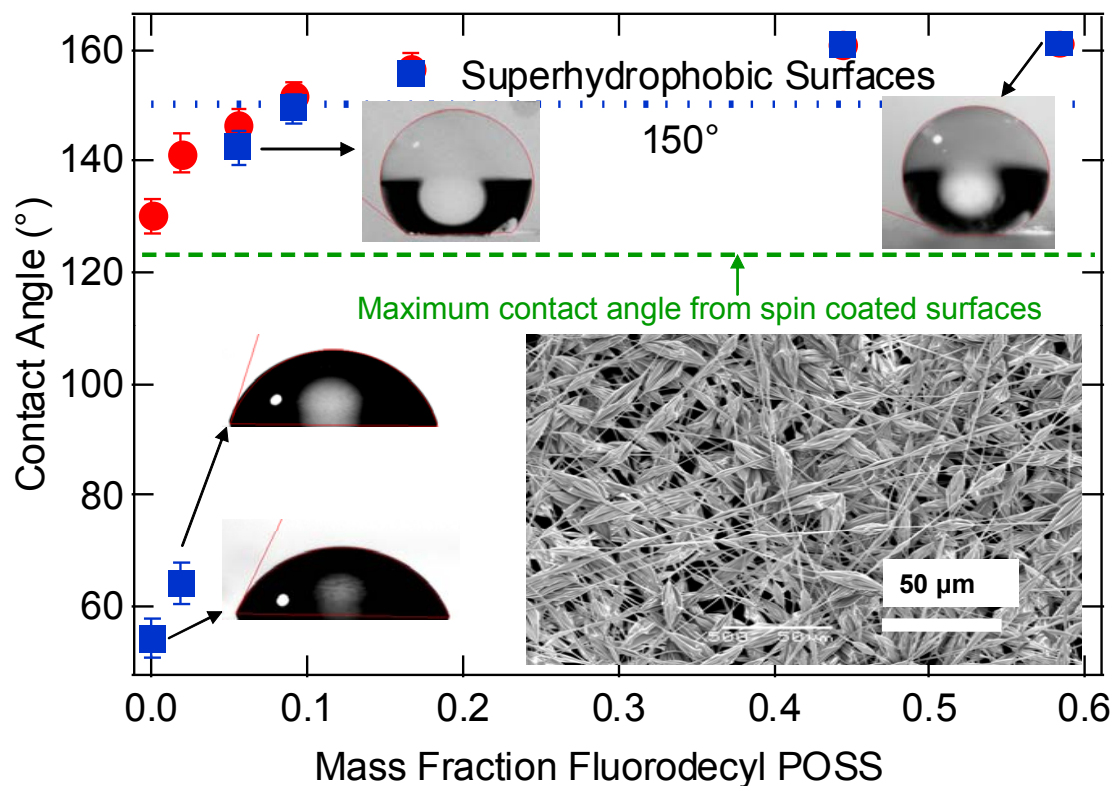 160
140
120
100
80
60
Contact Angle (°)
Superhydrophobic Surfaces
150°
Maximum contact angle from spin coated surfaces
50 μm
500 50μm
0.0 0.1 0.2 0.3 0.4 0.5 0.6
Mass Fraction Fluorodecyl POSS